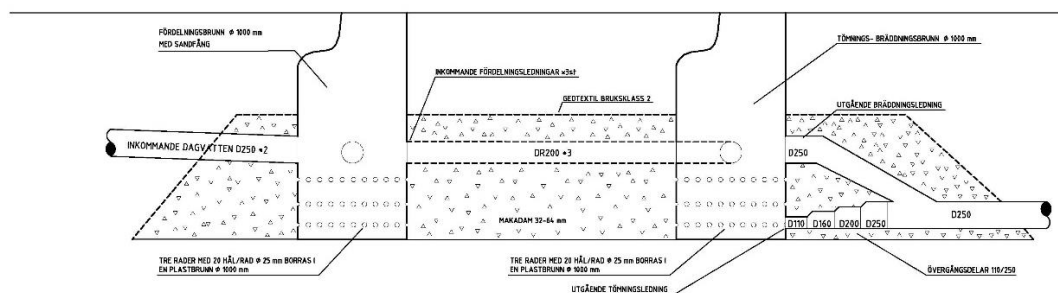 FÖRDELNINGSBRUNN Ø 1000 mm
MED SANDFÅNG
TÖMNINGS- BRÄDDNINGSBRUNN Ø 1000 mm
INKOMMANDE FÖRDELNINGSLEDNINGAR *3st
GEOTEXTIL BRUKSKLASS 2
UTGÅENDE BRÄDDNINGSLEDNING
INKOMMANDE DAGVATTEN D250 *2
DR200 *3
D250
MAKADAM 32-64 mm
D110
D160
D200
D250
D250
TRE RADER MED 20 HÅL/RAD Ø 25 mm BORRAS I
EN PLASTBRUNN Ø 1000 mm
TRE RADER MED 20 HÅL/RAD Ø 25 mm BORRAS I
EN PLASTBRUNN Ø 1000 mm
ÖVERGÅNGSDELAR 110/250
UTGÅENDE TÖMNINGSLEDNING